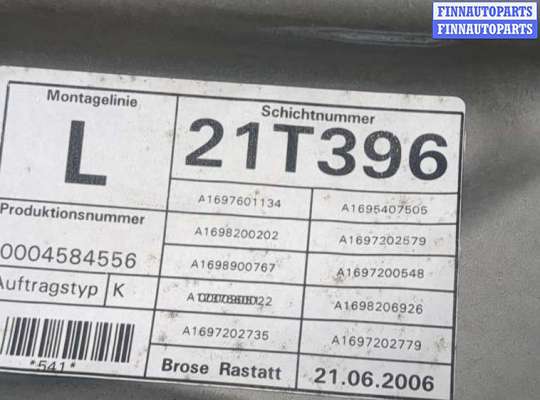 FINNAUTOPARTS
FINNAUTOPARTS
Montagelinie
L
Schichtnummer
21T396
A1697601134 A1695407505
Produktionsnummer
0004584556
A1698200202 A1697202579
A1698900767 A1697200548
Auftragstyp K
A1698206926
*541*
A1697202735 A1697202779
Brose Rastatt 21.06.2006